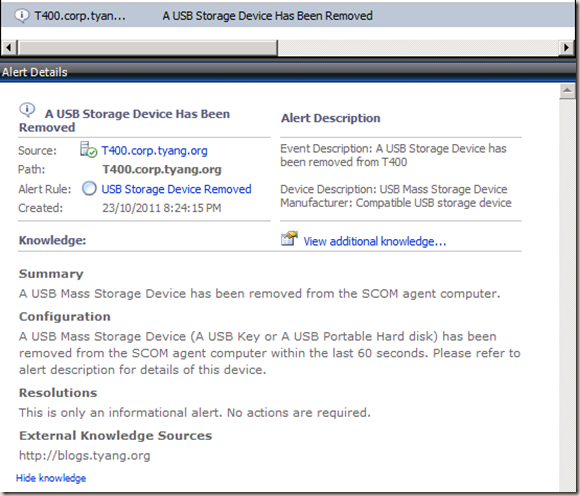 T400.corp.tyan... A USB Storage Device Has Been Removed
Alert Details
A USB Storage Device Has Been
Removed
Source: T400.corp.tyang.org
Path: T400.corp.tyang.org
Alert Rule: USB Storage Device Removed
Created: 23/10/2011 8:24:15 PM
Alert Description
Event Description: A USB Storage Device has
been removed from T400
Device Description: USB Mass Storage Device
Manufacturer: Compatible USB storage device
Knowledge:
View additional knowledge...
Summary
A USB Mass Storage Device has been removed from the SCOM agent computer.
Configuration
A USB Mass Storage Device (A USB Key or A USB Portable Hard disk) has been
removed from the SCOM agent computer within the last 60 seconds. Please refer to
alert description for details of this device.
Resolutions
This is only an informational alert. No actions are required.
External Knowledge Sources
http://blogs.tyang.org
Hide knowledge